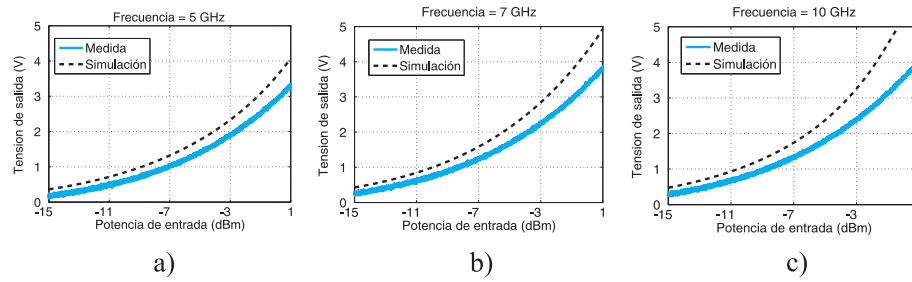 Frecuencia = 5 GHz
5
4
3
2
1
0
Tension de salida (V)
Medida
Simulación
-15
-11
-7
-3
1
Potencia de entrada (dBm)
a)
Frecuencia = 7 GHz
5
4
3
2
1
0
Tension de salida (V)
Medida
Simulación
-15
-11
-7
-3
1
Potencia de entrada (dBm)
b)
Frecuencia = 10 GHz
5
4
3
2
1
0
Tension de salida (V)
Medida
Simulación
-15
-11
-7
-3
Potencia de entrada (dBm)
c)